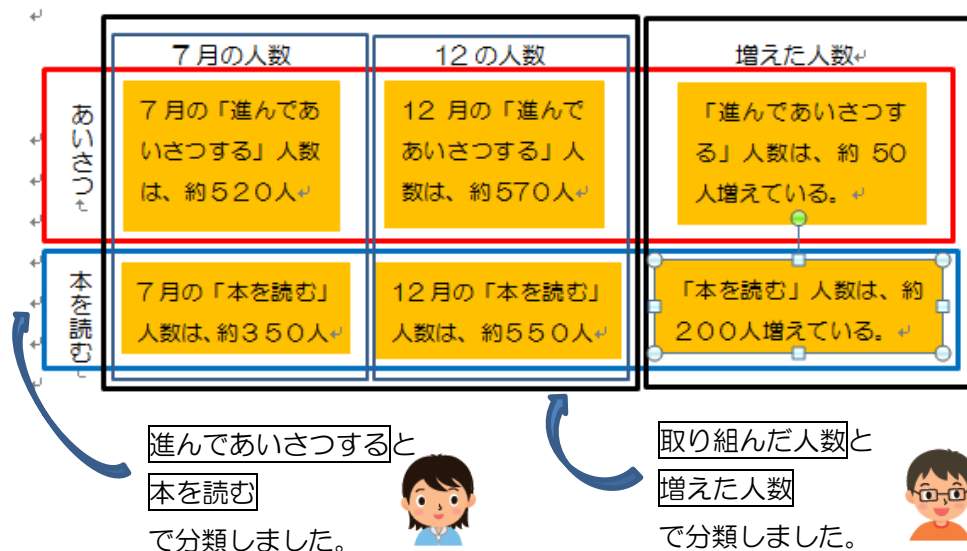 7月の人数
12の人数
増えた人数
あいさつ
7月の「進んであ
いさつする」人数
は、約520人
12 月の「進んで
あいさつする」人
数は、約570人
「進んであいさつす
る」人数は、約 50
人増えている。
本を読む
7月の「本を読む」
人数は、約350人
12月の「本を読む」
人数は、約550人
「本を読む」人数は、約
200人増えている。
進んであいさつすると
本を読む
で分類しました。
取り組んだ人数と
増えた人数
で分類しました。